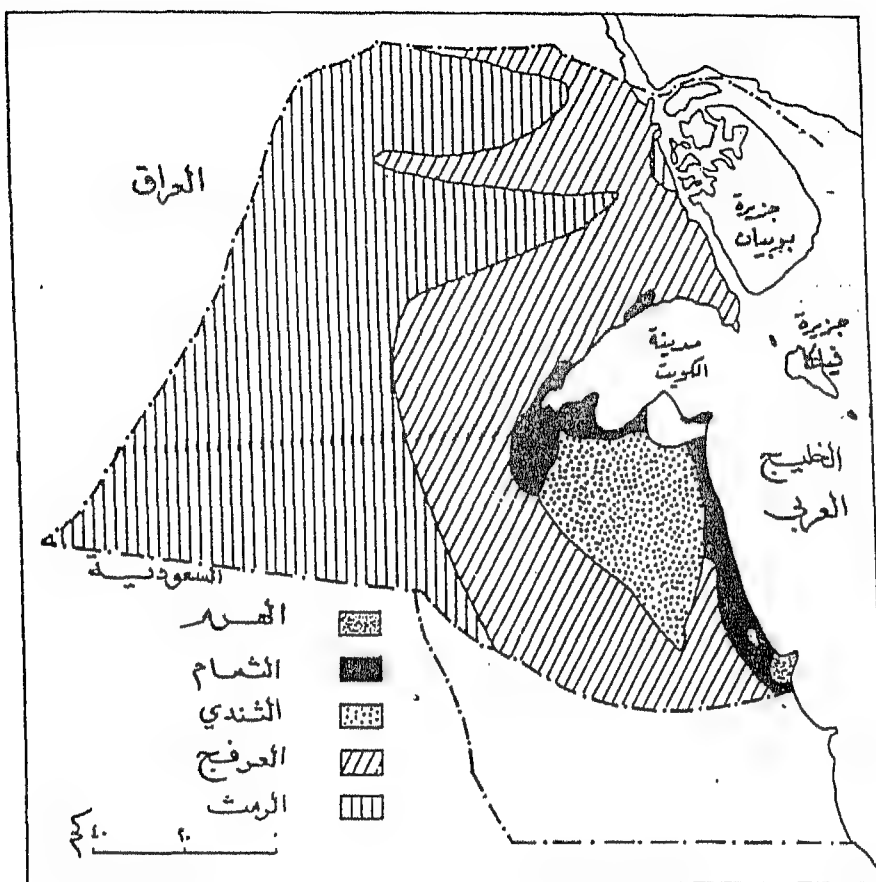 العراق
جزيرة
بوبيان
جزيرة
فيلكا
مدينة
الكويت
الخليج
العربي
السعودية
الثمام
الثندي
العرفج
الرمث
٤٠ ٢٠ كم